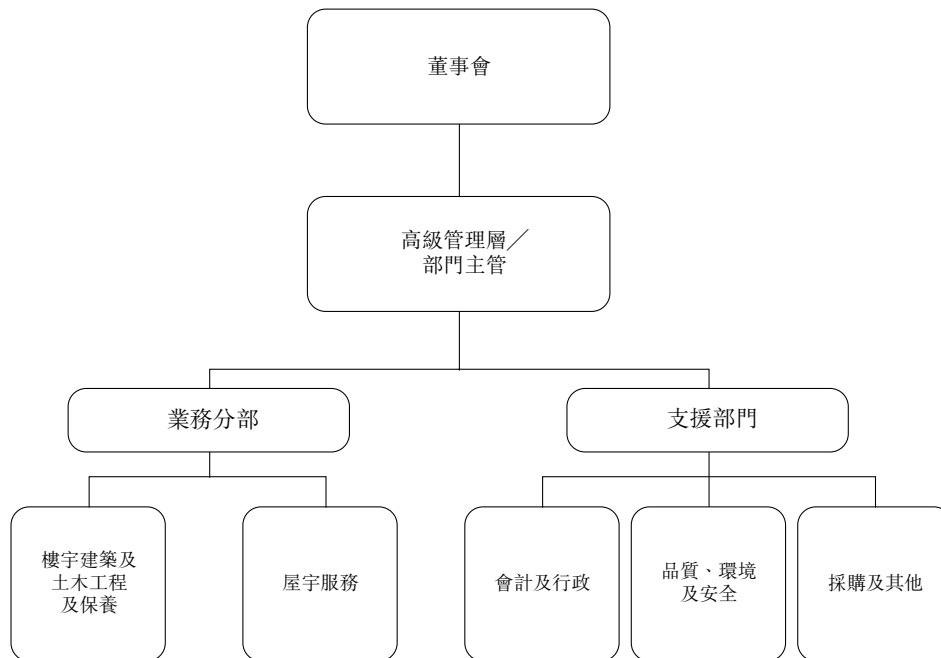 董事會
高級管理層／
部門主管
業務分部
支援部門
樓宇建築及
土木工程
及保養
屋宇服務
會計及行政
品質、環境
及安全
採購及其他